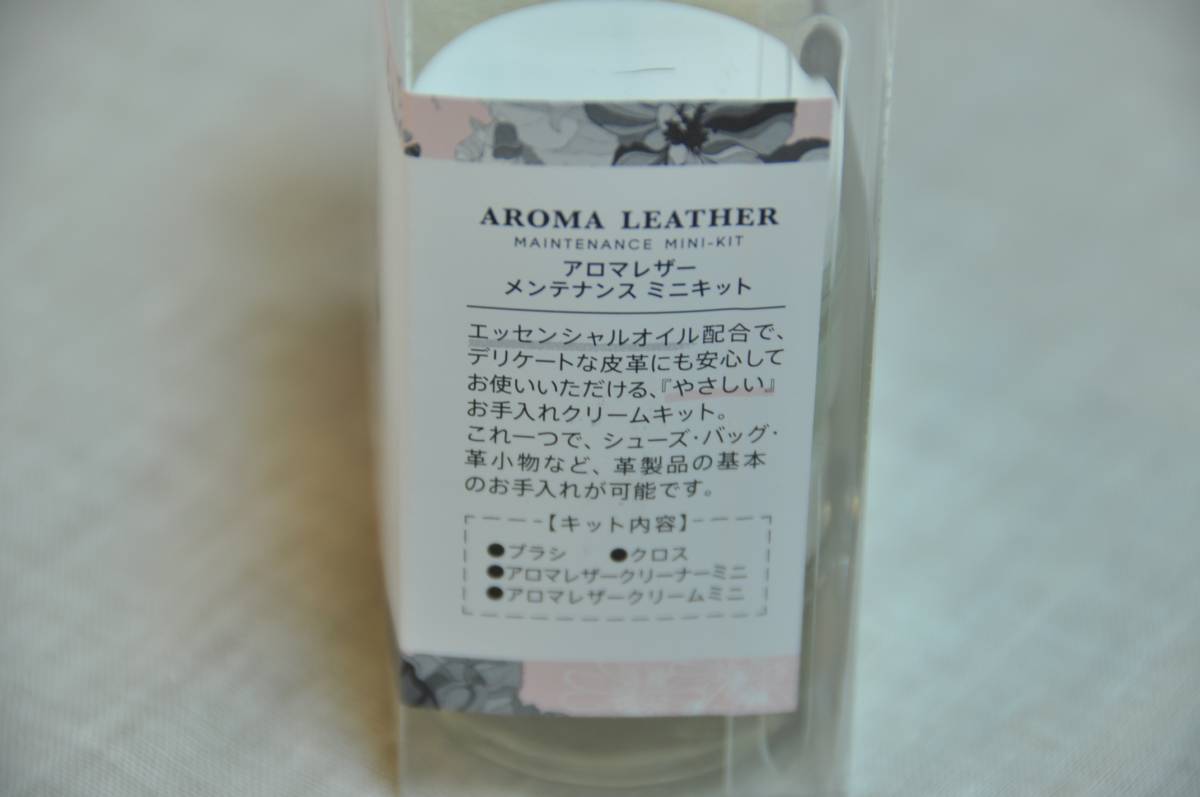 AROMA LEATHER
MAINTENANCE MINI-KIT
アロマレザー
メンテナンス ミニキット
エッセンシャルオイル配合で、
デリケートな皮革にも安心して
お使いいただける、『やさしい』
お手入れクリームキット。
これ一つで、シューズ・バッグ・
革小物など、革製品の基本
のお手入れが可能です。
【キット内容】
●ブラシ ●クロス
●アロマレザークリーナーミニ
●アロマレザークリームミニ